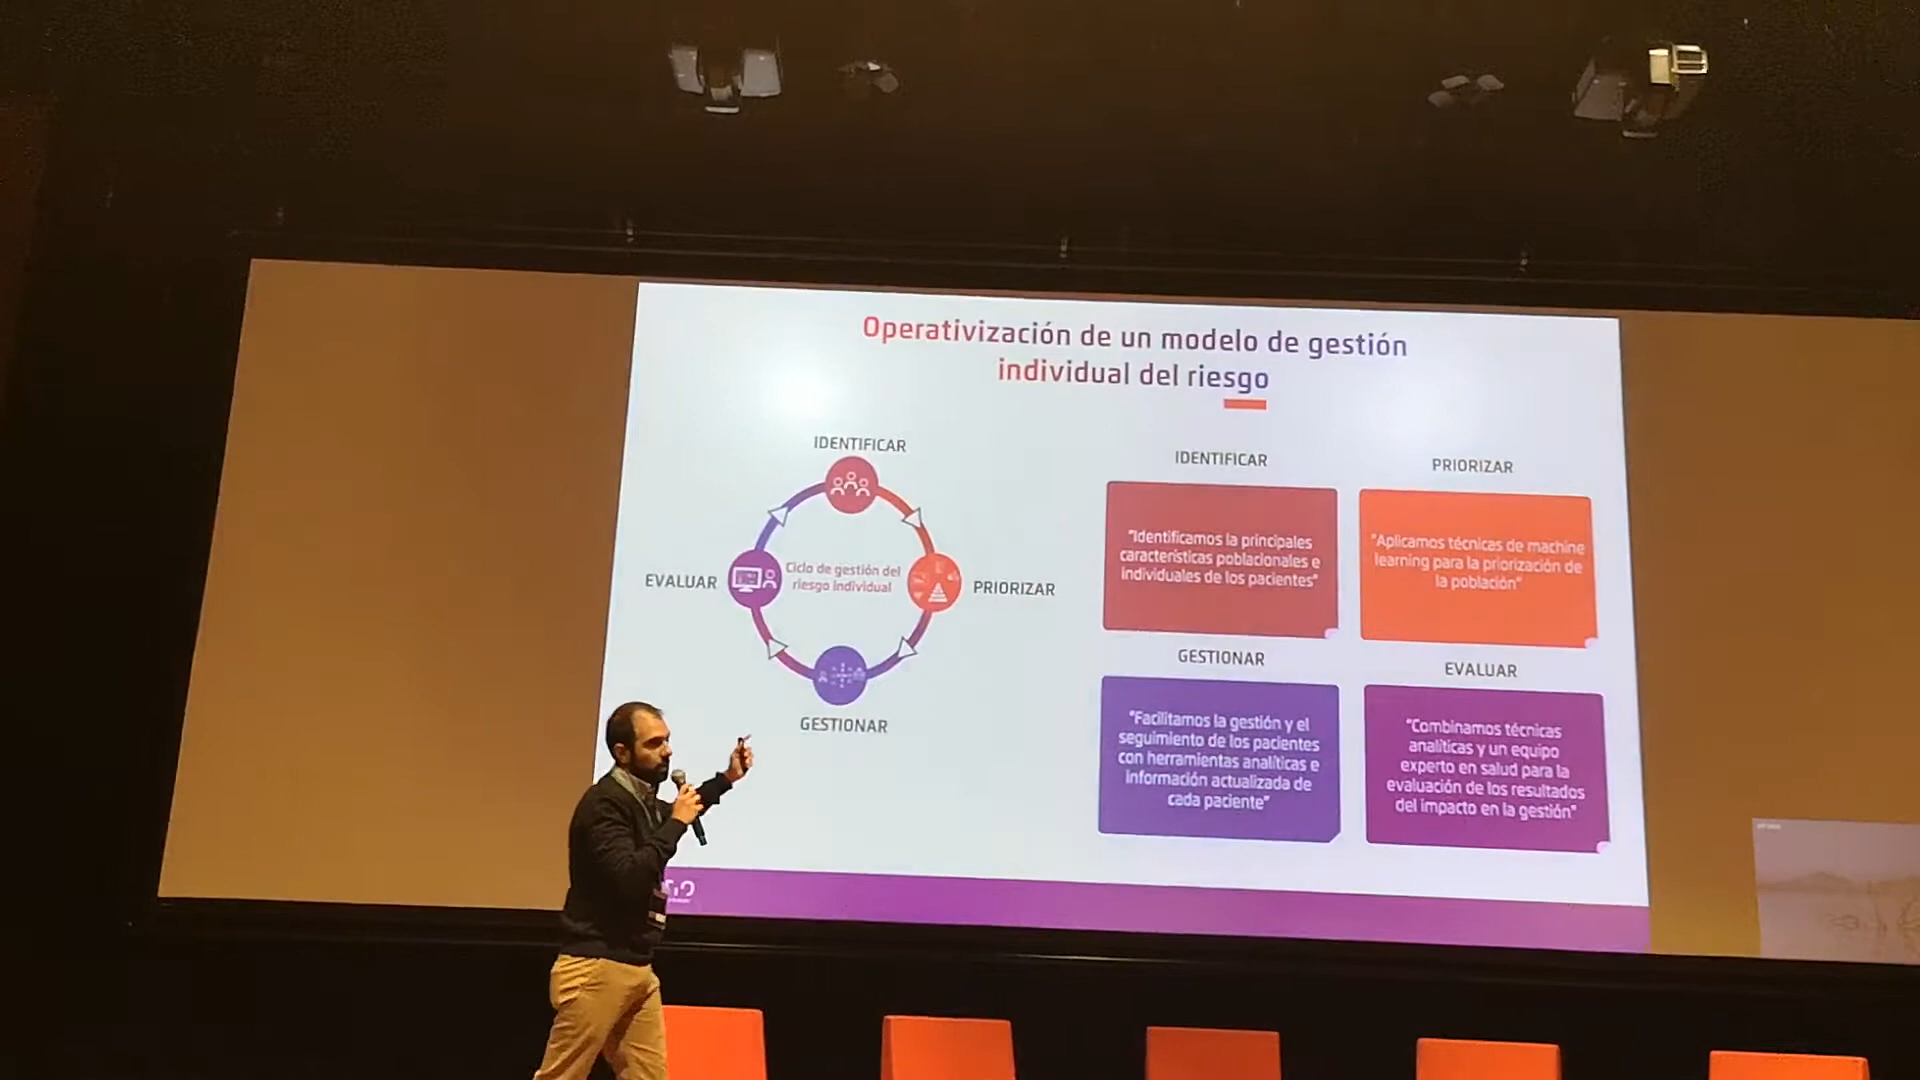 Operativización de un modelo de gestión
individual del riesgo
IDENTIFICAR
EVALUAR
Ciclo de gestión del
riesgo individual
PRIORIZAR
GESTIONAR
IDENTIFICAR
"Identificamos la principales
características poblacionales e
individuales de los pacientes"
PRIORIZAR
"Aplicamos técnicas de machine
learning para la priorización de
la población"
GESTIONAR
"Facilitamos la gestión y el
seguimiento de los pacientes
con herramientas analíticas e
información actualizada de
cada paciente"
EVALUAR
"Combinamos técnicas
analíticas y un equipo
experto en salud para la
evaluación de los resultados
del impacto en la gestión"